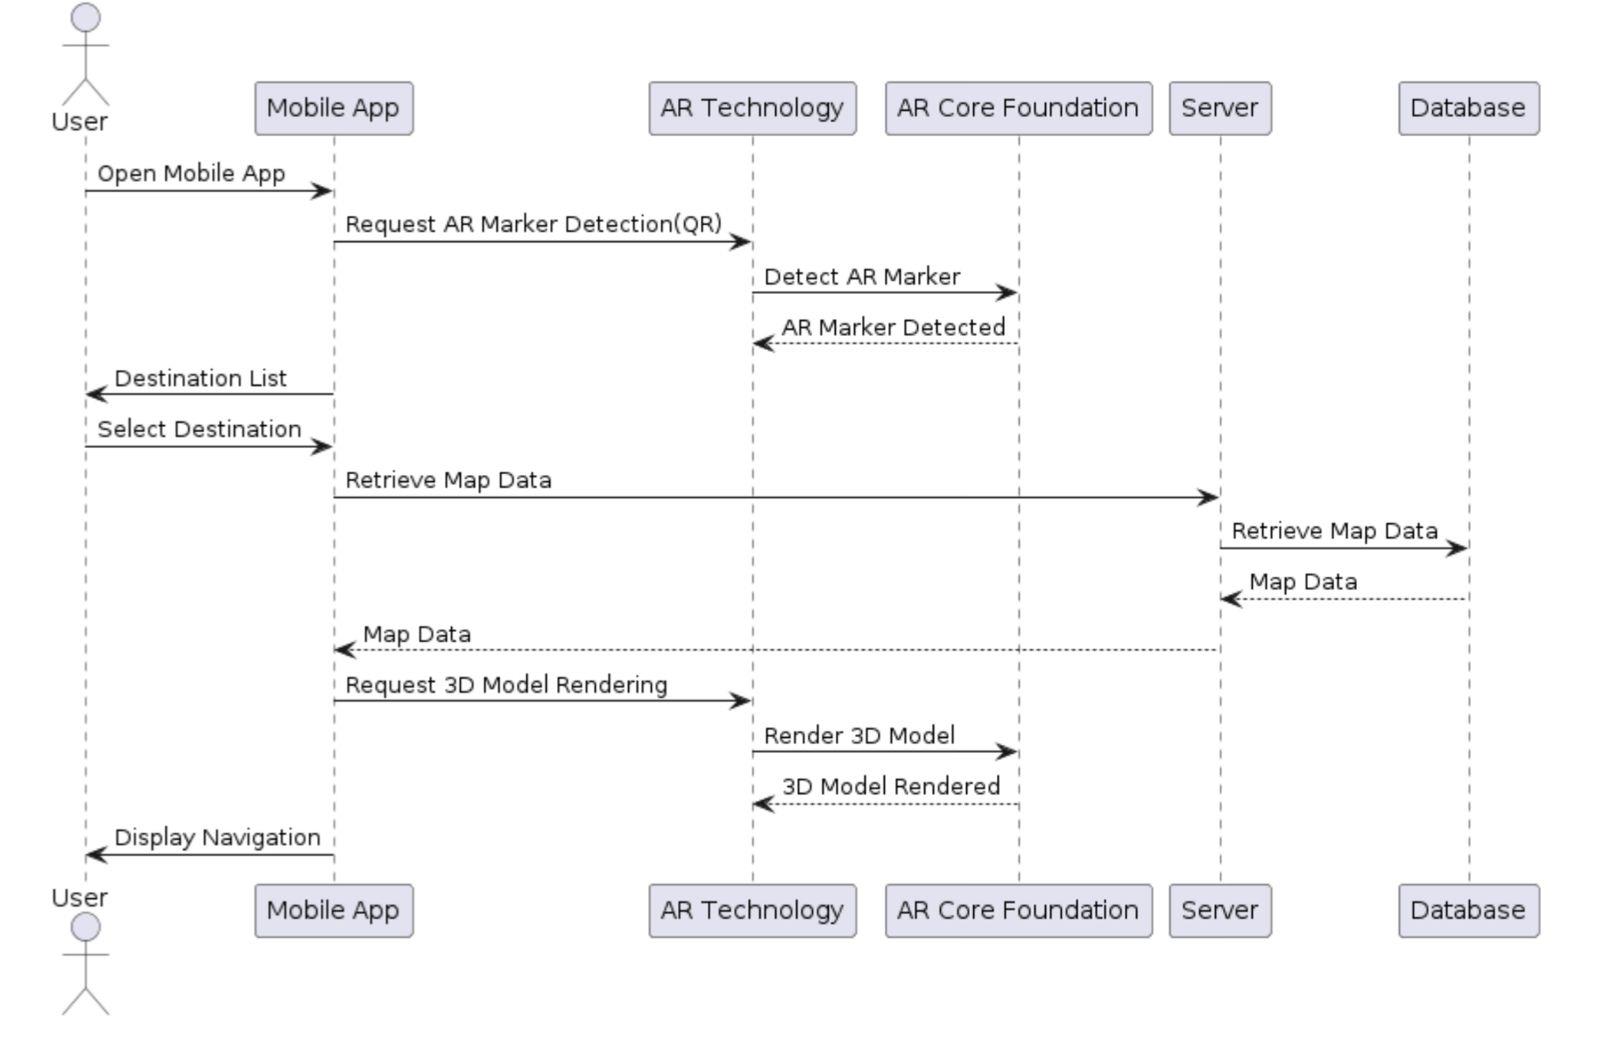 User
Mobile App
AR Technology
AR Core Foundation
Server
Database
Open Mobile App
Request AR Marker Detection(QR)
Detect AR Marker
AR Marker Detected
Destination List
Select Destination
Retrieve Map Data
Retrieve Map Data
Map Data
Map Data
Request 3D Model Rendering
Render 3D Model
3D Model Rendered
Display Navigation
User
Mobile App
AR Technology
AR Core Foundation
Server
Database